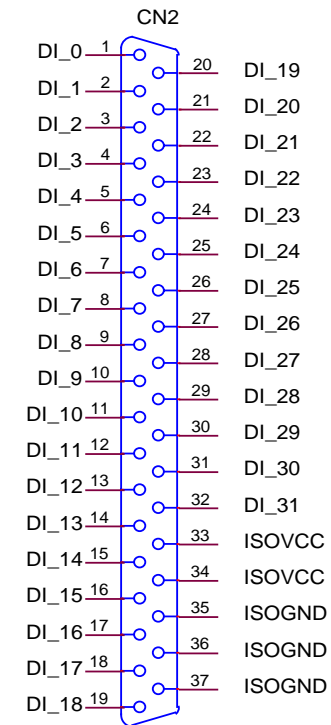 CN2
DI_0 1
20 DI_19
DI_1 2
21 DI_20
DI_2 3
22 DI_21
DI_3 4
23 DI_22
DI_4 5
24 DI_23
DI_5 6
25 DI_24
DI_6 7
26 DI_25
DI_7 8
27 DI_26
DI_8 9
28 DI_27
DI_9 10
29 DI_28
DI_10 11
30 DI_29
DI_11 12
31 DI_30
DI_12 13
32 DI_31
DI_13 14
33 ISOVCC
DI_14 15
34 ISOVCC
DI_15 16
35 ISOGND
DI_16 17
36 ISOGND
DI_17 18
37 ISOGND
DI_18 19